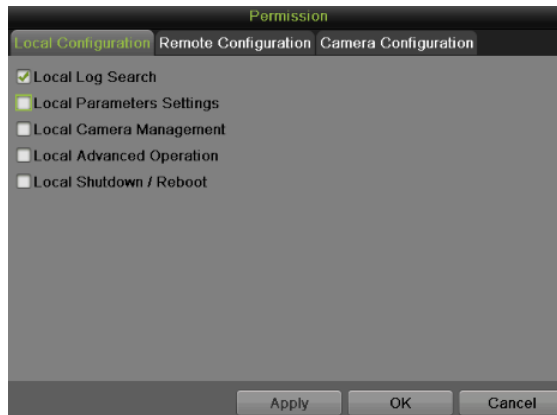 Permission
Local Configuration Remote Configuration Camera Configuration
Local Log Search
Local Parameters Settings
Local Camera Management
Local Advanced Operation
Local Shutdown / Reboot
Apply OK Cancel